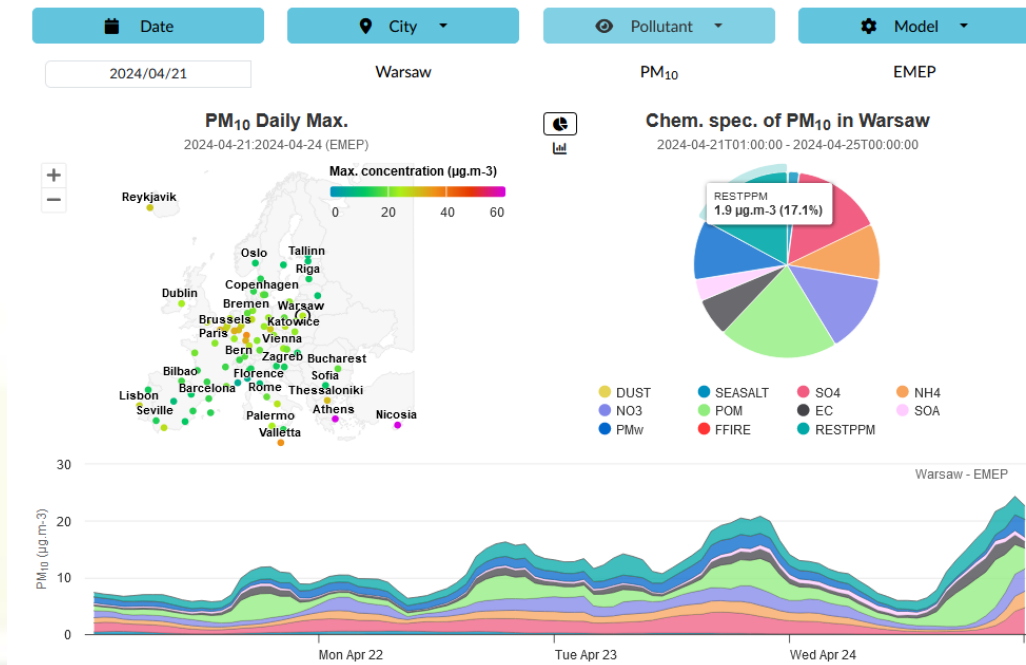 Date
City
Pollutant
Model
2024/04/21
Warsaw
PM₁₀
EMEP
PM₁₀ Daily Max.
2024-04-21:2024-04-24 (EMEP)
Max. concentration (µg.m-3)
0 20 40 60
+
−
Reykjavik
Oslo
Tallinn
Riga
Copenhagen
Dublin
Bremen
Warsaw
Brussels
Katowice
Paris
Vienna
Bern
Zagreb
Bucharest
Bilbao
Florence
Sofia
Lisbon
Barcelona
Rome
Thessaloniki
Seville
Palermo
Athens
Nicosia
Valletta
Chem. spec. of PM₁₀ in Warsaw
2024-04-21T01:00:00 - 2024-04-25T00:00:00
RESTPPM
1.9 µg.m-3 (17.1%)
DUST SEASALT SO4 NH4
NO3 POM EC SOA
PMw FFIRE RESTPPM
Warsaw - EMEP
PM₁₀ (µg.m-3)
30
20
10
0
Mon Apr 22
Tue Apr 23
Wed Apr 24